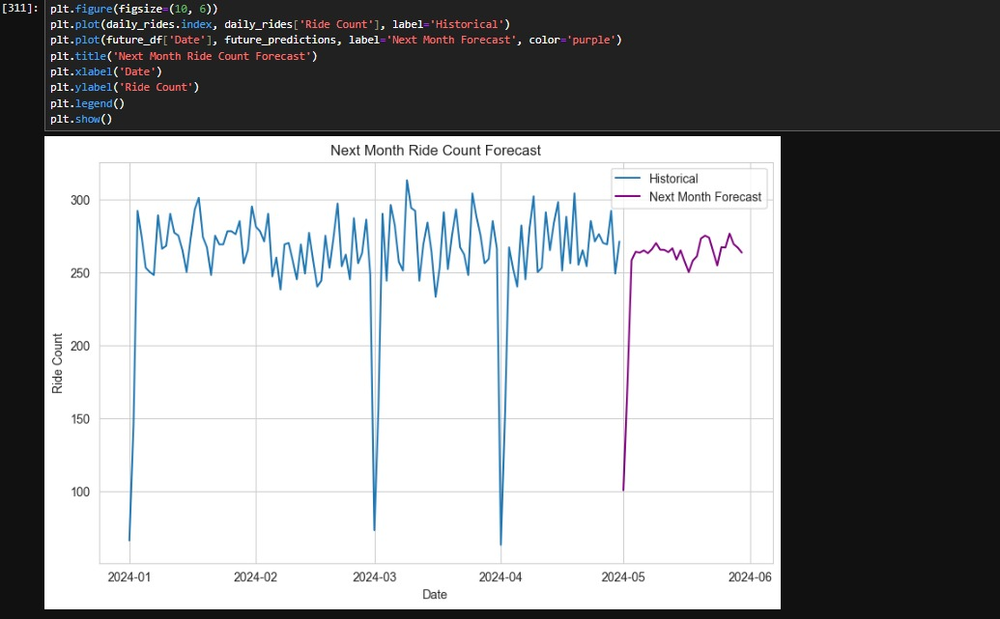 [311]: plt.figure(figsize=(10, 6))
plt.plot(daily_rides.index, daily_rides['Ride Count'], label='Historical')
plt.plot(future_df['Date'], future_predictions, label='Next Month Forecast', color='purple')
plt.title('Next Month Ride Count Forecast')
plt.xlabel('Date')
plt.ylabel('Ride Count')
plt.legend()
plt.show()
Next Month Ride Count Forecast
Historical
Next Month Forecast
300
250
200
150
100
Ride Count
2024-01 2024-02 2024-03 2024-04 2024-05 2024-06
Date